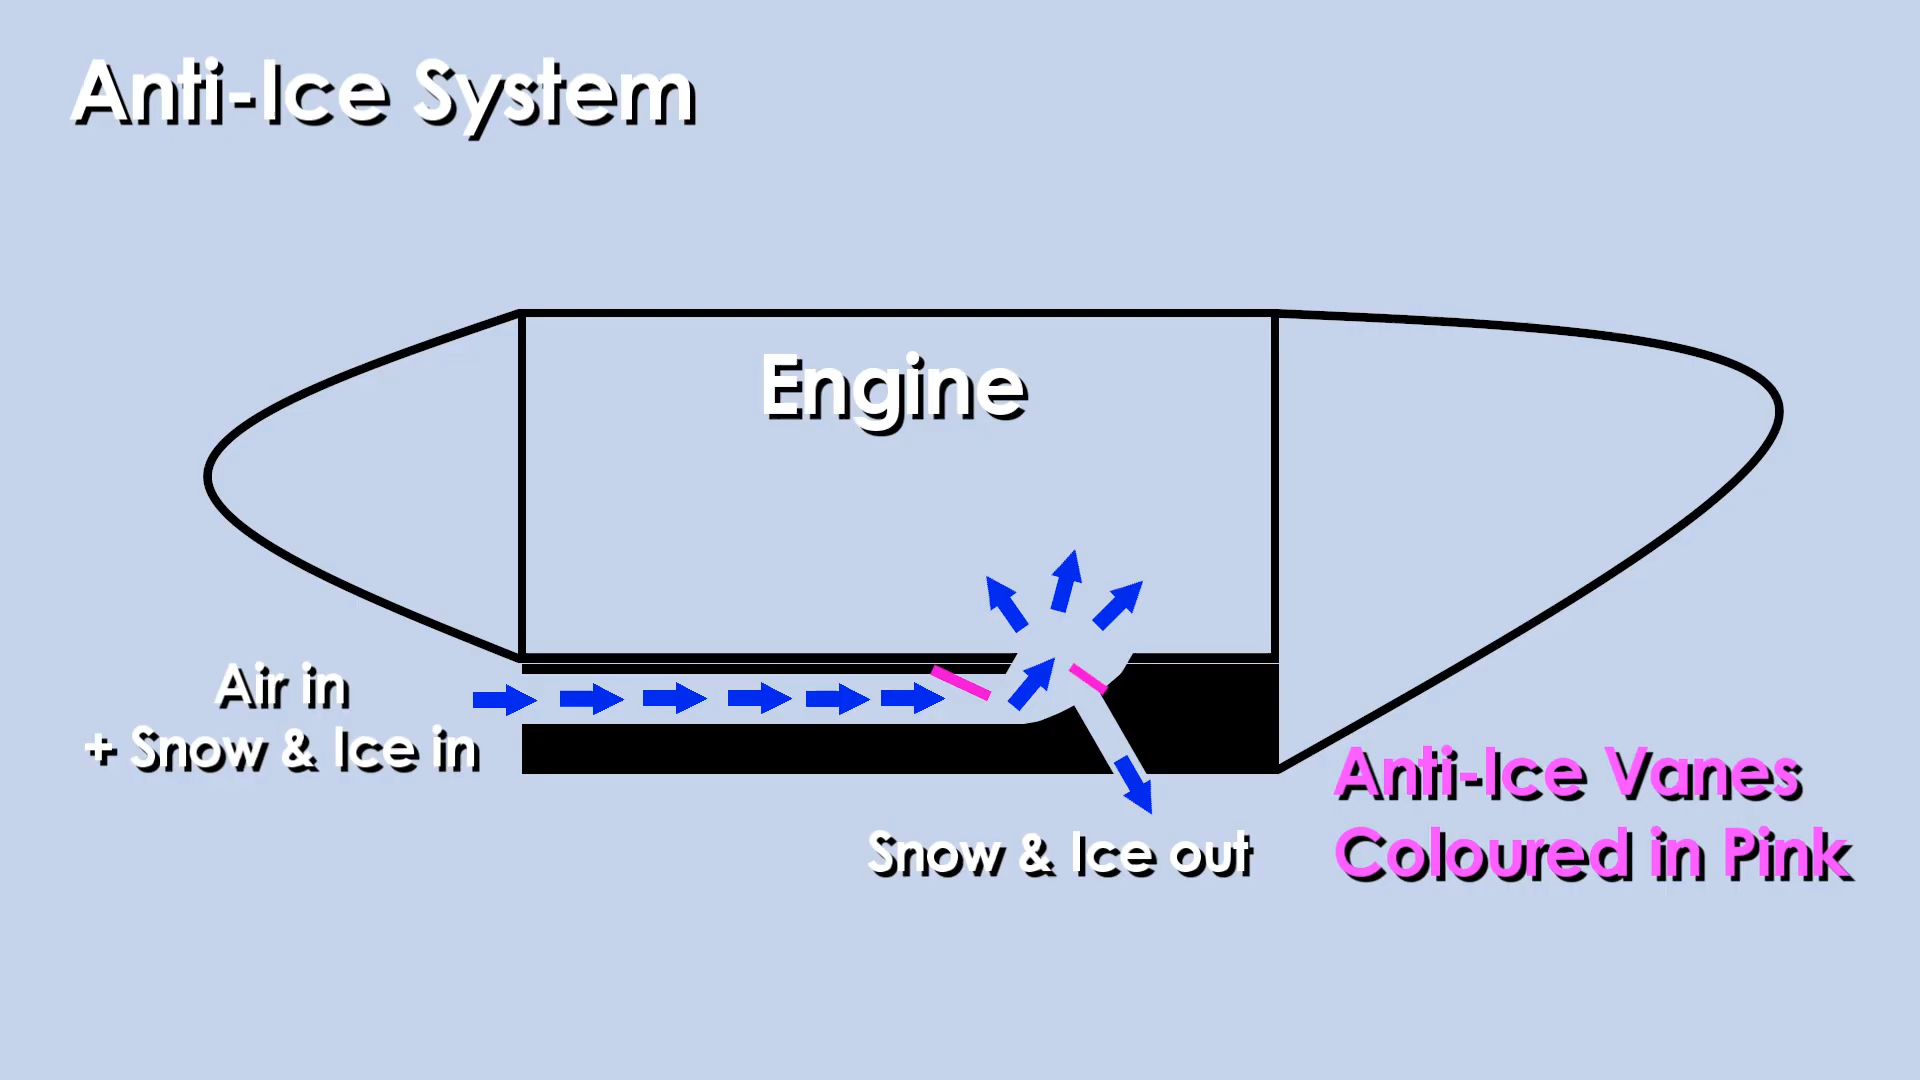 Anti-Ice System
Engine
Air in
+ Snow & Ice in
Snow & Ice out
Anti-Ice Vanes
Coloured in Pink